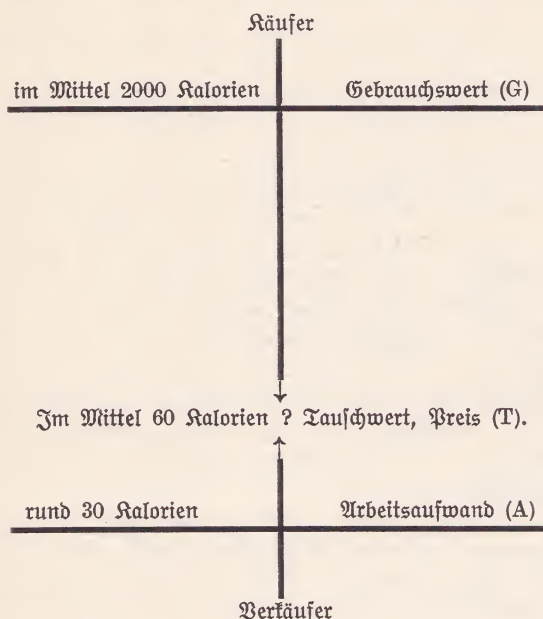 Käufer
im Mittel 2000 Kalorien Gebrauchswert (G)
Im Mittel 60 Kalorien ? Tauschwert, Preis (T).
rund 30 Kalorien Arbeitsaufwand (A)
Verkäufer